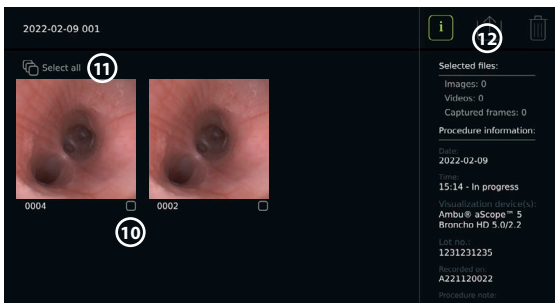 2022-02-09 001
i
12
Select all
11
0004
0002
10
Selected files:
Images: 0
Videos: 0
Captured frames: 0
Procedure information:
Date:
2022-02-09
Time:
15:14 - In progress
Visualization device(s):
Ambu® aScope™ 5
Broncho HD 5.0/2.2
Lot no.:
1231231235
Recorded on:
A221120022
Procedure note: